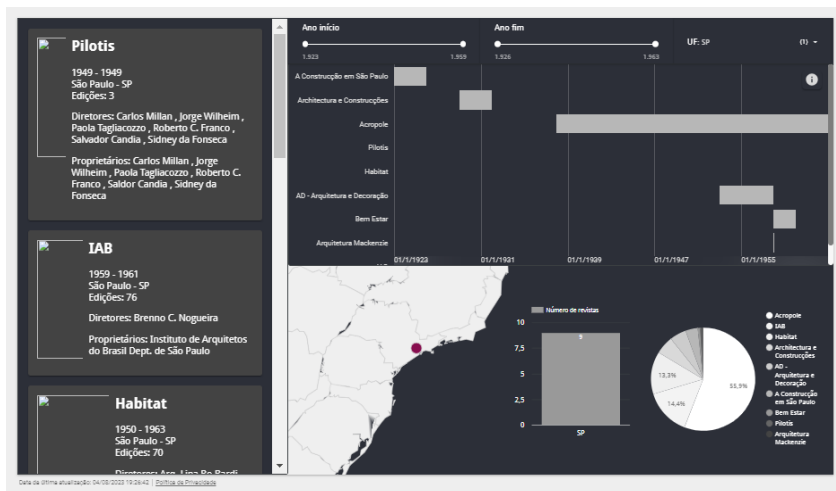 Pilotis
1949 - 1949
São Paulo - SP
Edições: 3
Diretores: Carlos Millan , Jorge Wilheim ,
Paola Tagliacozzo , Roberto C. Franco ,
Salvador Candia , Sidney da Fonseca
Proprietários: Carlos Millan , Jorge
Wilheim , Paola Tagliacozzo , Roberto C.
Franco , Saldor Candia , Sidney da
Fonseca
IAB
1959 - 1961
São Paulo - SP
Edições: 76
Diretores: Brenno C. Nogueira
Proprietários: Instituto de Arquitetos
do Brasil Dept. de São Paulo
Habitat
1950 - 1963
São Paulo - SP
Edições: 70
Diretores: Arq. Lina Bo Bardi
Ano início
1.923
1.959
Ano fim
1.926
1.963
UF: SP
(1)
A Construcção em São Paulo
Architectura e Construcções
Acropole
Pilotis
Habitat
AD - Arquitetura e Decoração
Bem Estar
Arquitetura Mackenzie
01/1/1923
01/1/1931
01/1/1939
01/1/1947
01/1/1955
Número de revistas
10
7,5
5
2,5
0
9
SP
13,3%
14,4%
55,9%
Acropole
IAB
Habitat
Architectura e
Construcções
AD -
Arquitetura e
Decoração
A Construcção
em São Paulo
Bem Estar
Pilotis
Arquitetura
Mackenzie
Data da última atualização: 04/03/2023 19:26:42 | Política de Privacidade